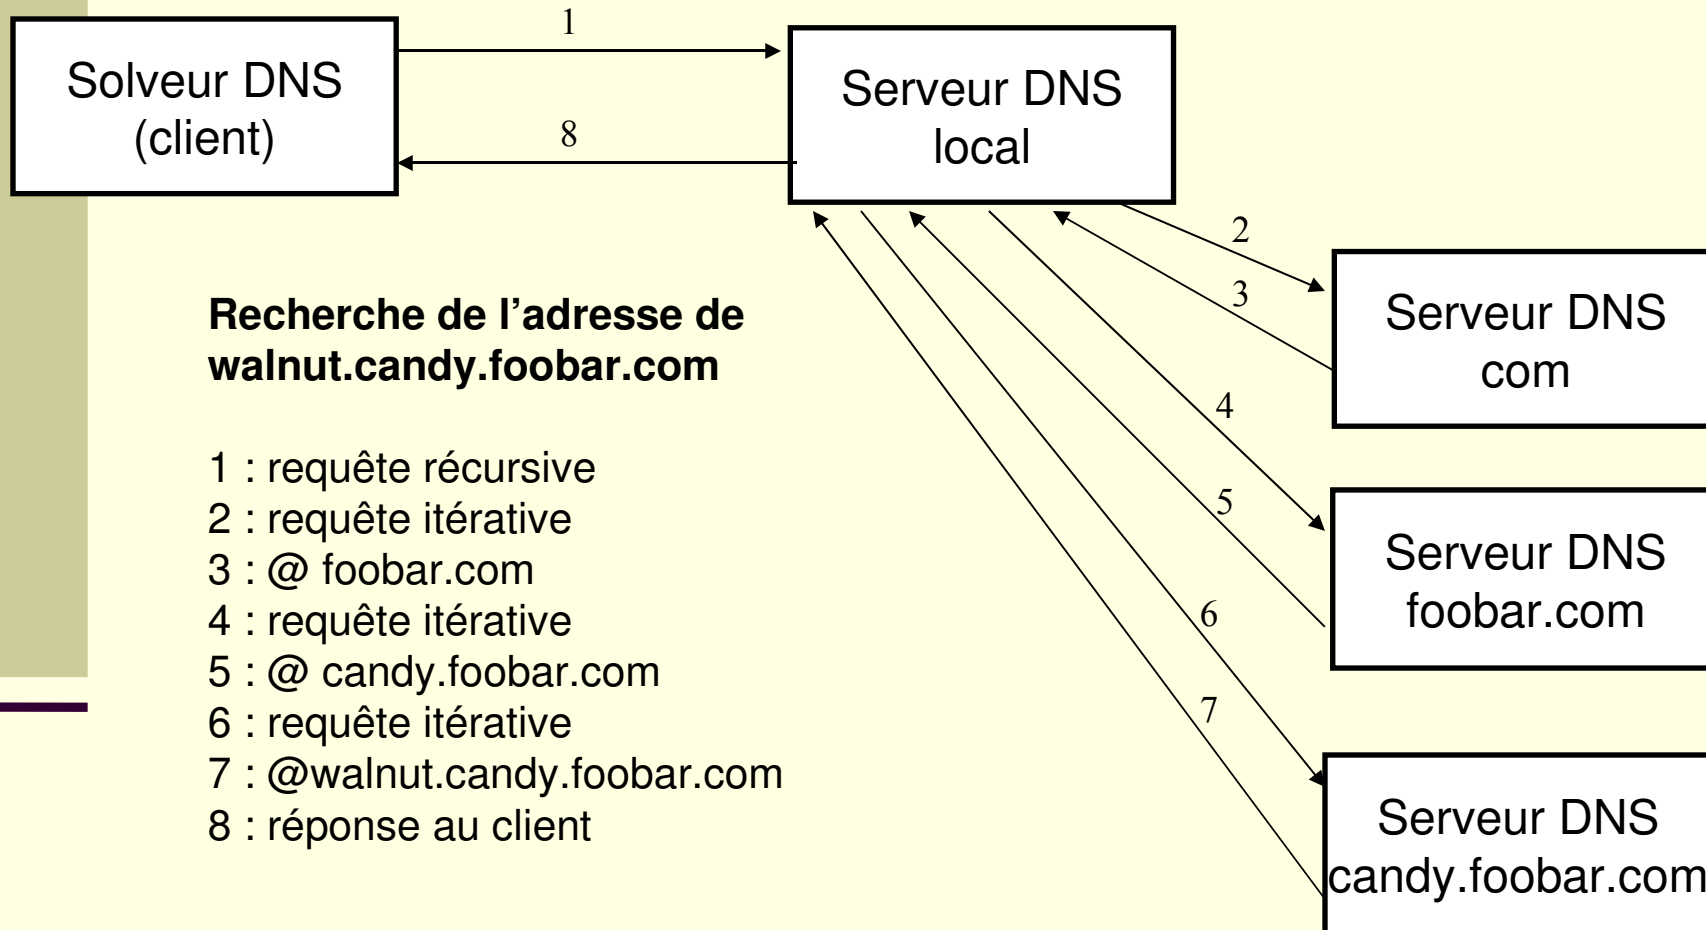 1
Solveur DNS
(client)
8
Serveur DNS
local
2
3
Serveur DNS
com
Recherche de l’adresse de
walnut.candy.foobar.com
4
1 : requête récursive
2 : requête itérative
3 : @ foobar.com
4 : requête itérative
5 : @ candy.foobar.com
6 : requête itérative
7 : @walnut.candy.foobar.com
8 : réponse au client
5
Serveur DNS
foobar.com
6
7
Serveur DNS
candy.foobar.com